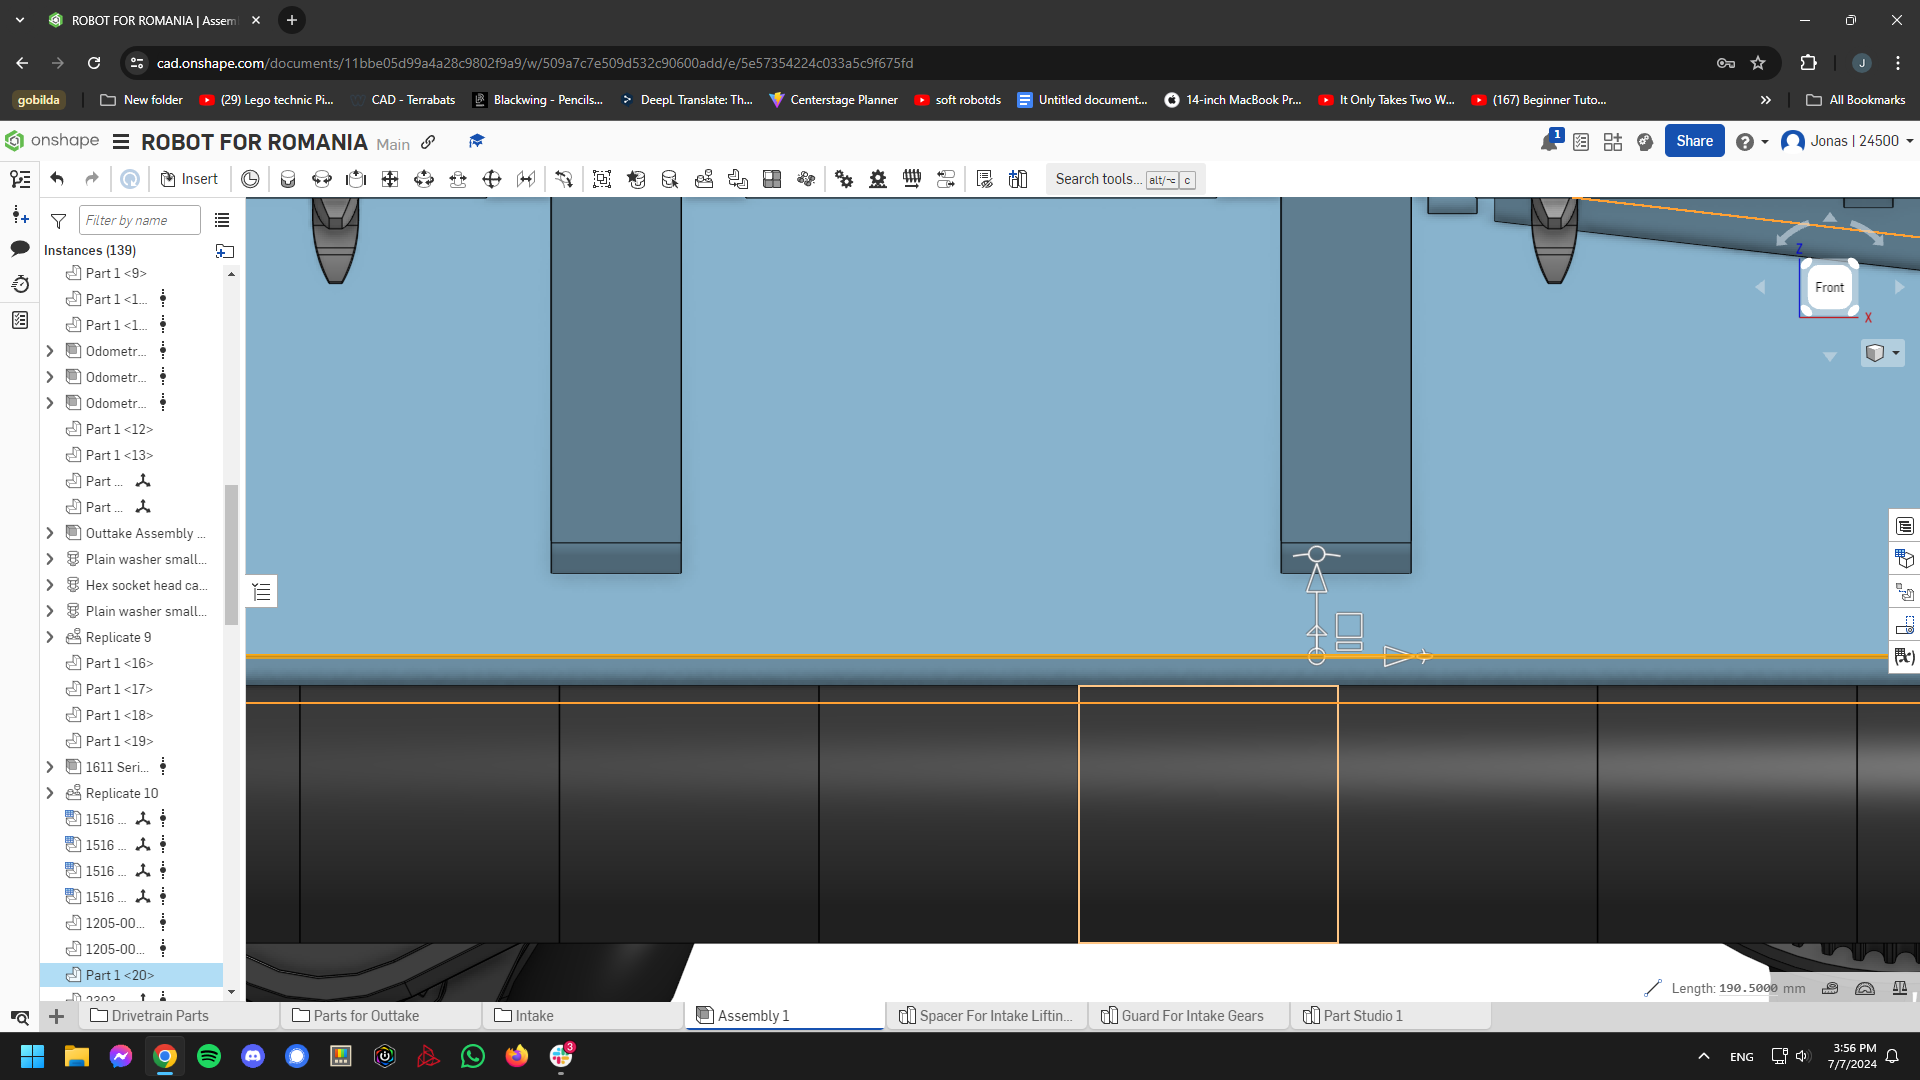 ROBOT FOR ROMANIA | Assem
cad.onshape.com/documents/11bbe05d99a4a28c9802f9a9/w/509a7c7e509d532c90600add/e/5e57354224c033a5c9f675fd
J
gobilda
New folder
(29) Lego technic Pi...
CAD - Terrabats
Blackwing - Pencils...
DeepL Translate: Th...
Centerstage Planner
soft robotds
Untitled document...
14-inch MacBook Pr...
It Only Takes Two W...
(167) Beginner Tuto...
All Bookmarks
onshape
ROBOT FOR ROMANIA Main
1
Share
Jonas | 24500
Insert
Search tools... alt/⌥ c
Filter by name
Instances (139)
Part 1 <9>
Part 1 <1...
Part 1 <1...
Odometr...
Odometr...
Odometr...
Part 1 <12>
Part 1 <13>
Part ...
Part ...
Outtake Assembly ...
Plain washer small...
Hex socket head ca...
Plain washer small...
Replicate 9
Part 1 <16>
Part 1 <17>
Part 1 <18>
Part 1 <19>
1611 Seri...
Replicate 10
1516 ...
1516 ...
1516 ...
1516 ...
1205-00...
1205-00...
Part 1 <20>
Z
Front
X
Length: 190.5000 mm
Drivetrain Parts
Parts for Outtake
Intake
Assembly 1
Spacer For Intake Liftin...
Guard For Intake Gears
Part Studio 1
3
ENG
3:56 PM
7/7/2024